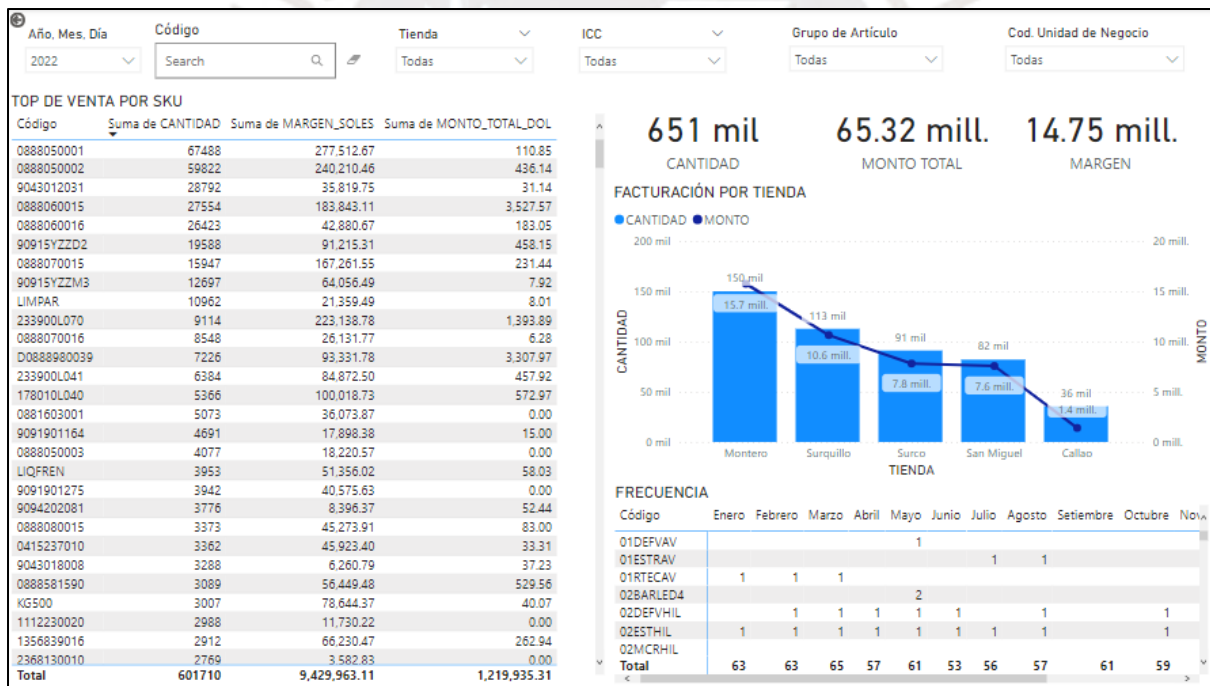 Año, Mes, Día Código Tienda ICC Grupo de Artículo Cod. Unidad de Negocio
2022 Search Todas Todas Todas Todas
TOP DE VENTA POR SKU
Código Suma de CANTIDAD Suma de MARGEN_SOLES Suma de MONTO_TOTAL_DOL
0888050001 67488 277,512.67 110.85
0888050002 59822 240,210.46 436.14
9043012031 28792 35,819.75 31.14
0888060015 27554 183,843.11 3,527.57
0888060016 26423 42,880.67 183.05
90915YZZD2 19588 91,215.31 458.15
0888070015 15947 167,261.55 231.44
90915YZZM3 12697 64,056.49 7.92
LIMPAR 10962 21,359.49 8.01
233900L070 9114 223,138.78 1,393.89
0888070016 8548 26,131.77 6.28
D0888980039 7226 93,331.78 3,307.97
233900L041 6384 84,872.50 457.92
178010L040 5366 100,018.73 572.97
0881603001 5073 36,073.87 0.00
9091901164 4691 17,898.38 15.00
0888050003 4077 18,220.57 0.00
LIQFREN 3953 51,356.02 58.03
9091901275 3942 40,575.63 0.00
9094202081 3776 8,396.37 52.44
0888080015 3373 45,273.91 83.00
0415237010 3362 45,923.40 33.31
9043018008 3288 6,260.79 37.23
0888581590 3089 56,449.48 529.56
KG500 3007 78,644.37 40.07
1112230020 2988 11,730.22 0.00
1356839016 2912 66,230.47 262.94
2368130010 2769 3,582.83 0.00
Total 601710 9,429,963.11 1,219,935.31
651 mil 65.32 mill. 14.75 mill.
CANTIDAD MONTO TOTAL MARGEN
FACTURACIÓN POR TIENDA
CANTIDAD MONTO
200 mil 20 mill.
150 mil
150 mil 15.7 mill. 15 mill.
113 mil
100 mil 10.6 mill. 91 mil 82 mil 10 mill.
7.8 mill. 7.6 mill.
50 mil 36 mil 5 mill.
1.4 mill.
0 mil 0 mill.
Montero Surquillo Surco San Miguel Callao
TIENDA
CANTIDAD
MONTO
FRECUENCIA
Código Enero Febrero Marzo Abril Mayo Junio Julio Agosto Setiembre Octubre Nov
01DEFVAV 1
01ESTRAV 1 1
01RTECAV 1 1 1
02BARLED4 2
02DEFVHIL 1 1 1 1 1 1 1
02ESTHIL 1 1 1 1 1 1 1 1 1
02MCRHIL
Total 63 63 65 57 61 53 56 57 61 59